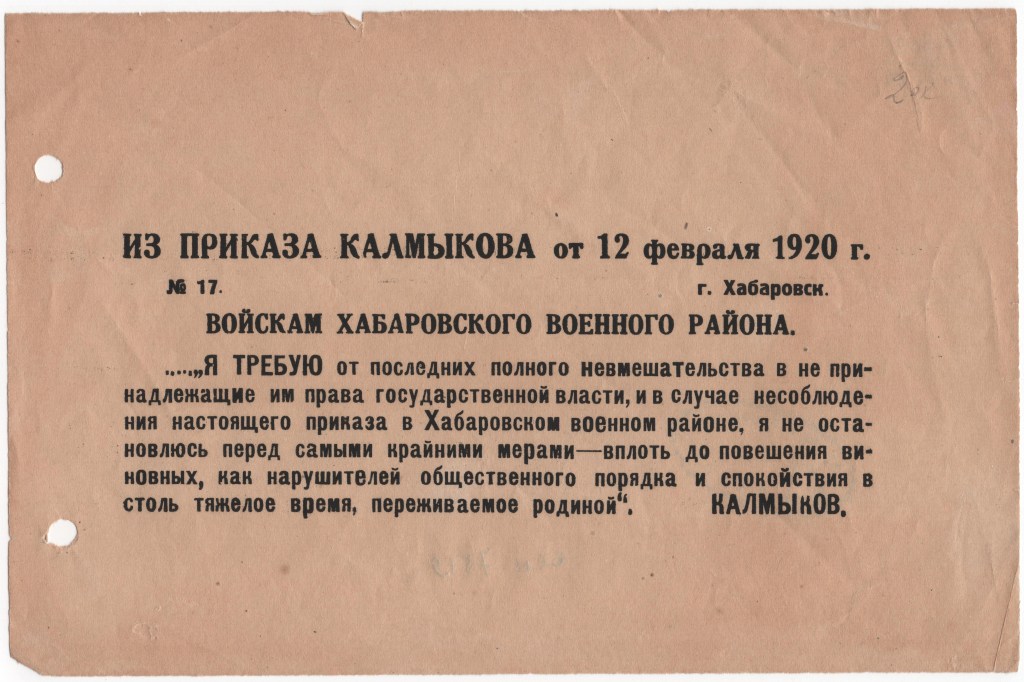 ИЗ ПРИКАЗА КАЛМЫКОВА от 12 февраля 1920 г.
№ 17. г. Хабаровск.
ВОЙСКАМ ХАБАРОВСКОГО ВОЕННОГО РАЙОНА.
.....„Я ТРЕБУЮ от последних полного невмешательства в не при-
надлежащие им права государственной власти, и в случае несоблюде-
ния настоящего приказа в Хабаровском военном районе, я не оста-
новлюсь перед самыми крайними мерами—вплоть до повешения ви-
новных, как нарушителей общественного порядка и спокойствия в
столь тяжелое время, переживаемое родиной“. КАЛМЫКОВ.